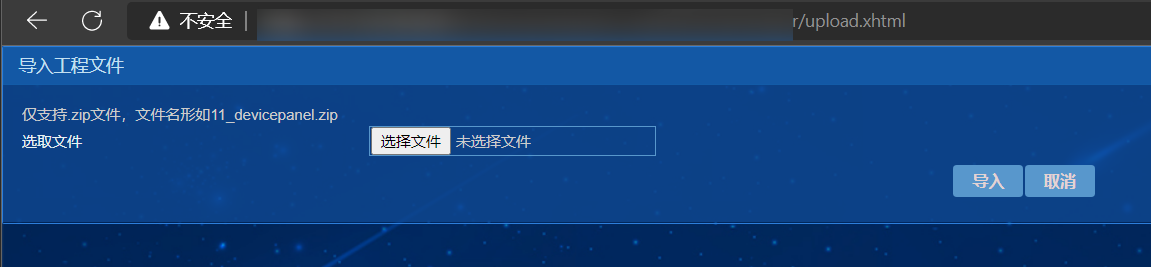 不安全 r/upload.xhtml
导入工程文件
仅支持.zip文件，文件名形如11_devicepanel.zip
选取文件 选择文件 未选择文件
导入 取消